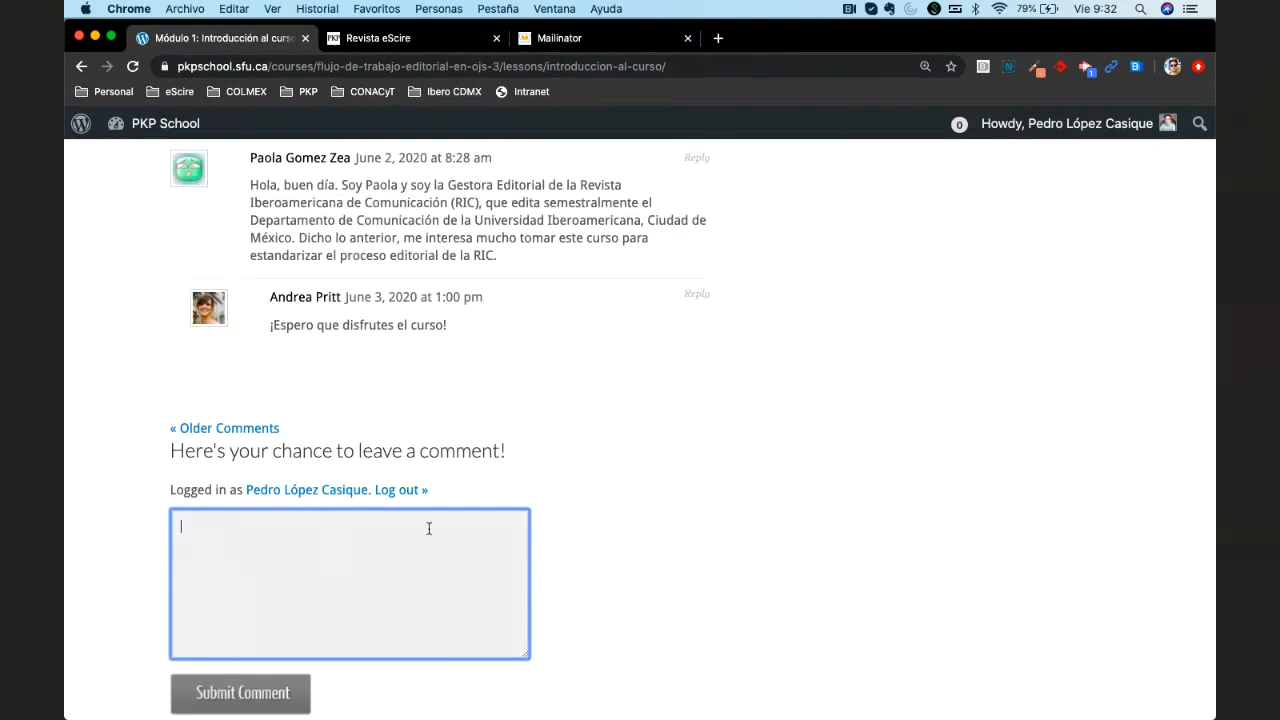 Chrome Archivo Editar Ver Historial Favoritos Personas Pestaña Ventana Ayuda 79% Vie 9:32
Módulo 1: Introducción al curso Revista eScire Mailinator
pkpschool.sfu.ca/courses/flujo-de-trabajo-editorial-en-ojs-3/lessons/introduccion-al-curso/
Personal eScire COLMEX PKP CONACyT Ibero CDMX Intranet
PKP School 0 Howdy, Pedro López Casique
Paola Gomez Zea June 2, 2020 at 8:28 am Reply
Hola, buen día. Soy Paola y soy la Gestora Editorial de la Revista
Iberoamericana de Comunicación (RIC), que edita semestralmente el
Departamento de Comunicación de la Universidad Iberoamericana, Ciudad de
México. Dicho lo anterior, me interesa mucho tomar este curso para
estandarizar el proceso editorial de la RIC.
Andrea Pritt June 3, 2020 at 1:00 pm Reply
¡Espero que disfrutes el curso!
« Older Comments
Here's your chance to leave a comment!
Logged in as Pedro López Casique. Log out »
Submit Comment